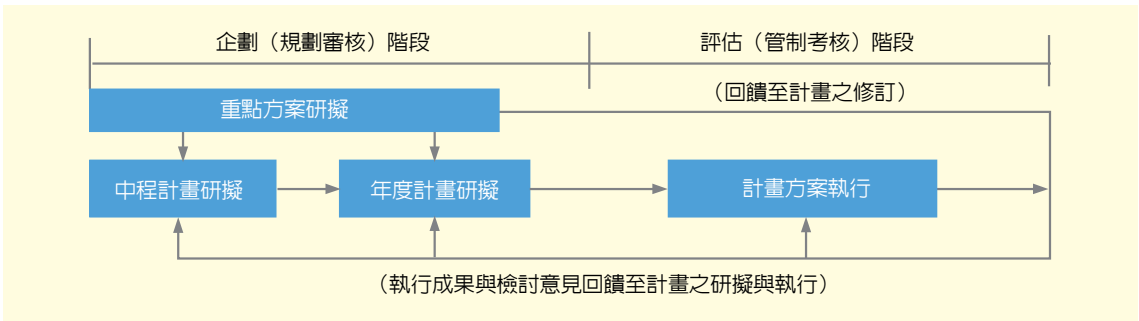 企劃（規劃審核）階段
評估（管制考核）階段
（回饋至計畫之修訂）
重點方案研擬
中程計畫研擬
年度計畫研擬
計畫方案執行
（執行成果與檢討意見回饋至計畫之研擬與執行）